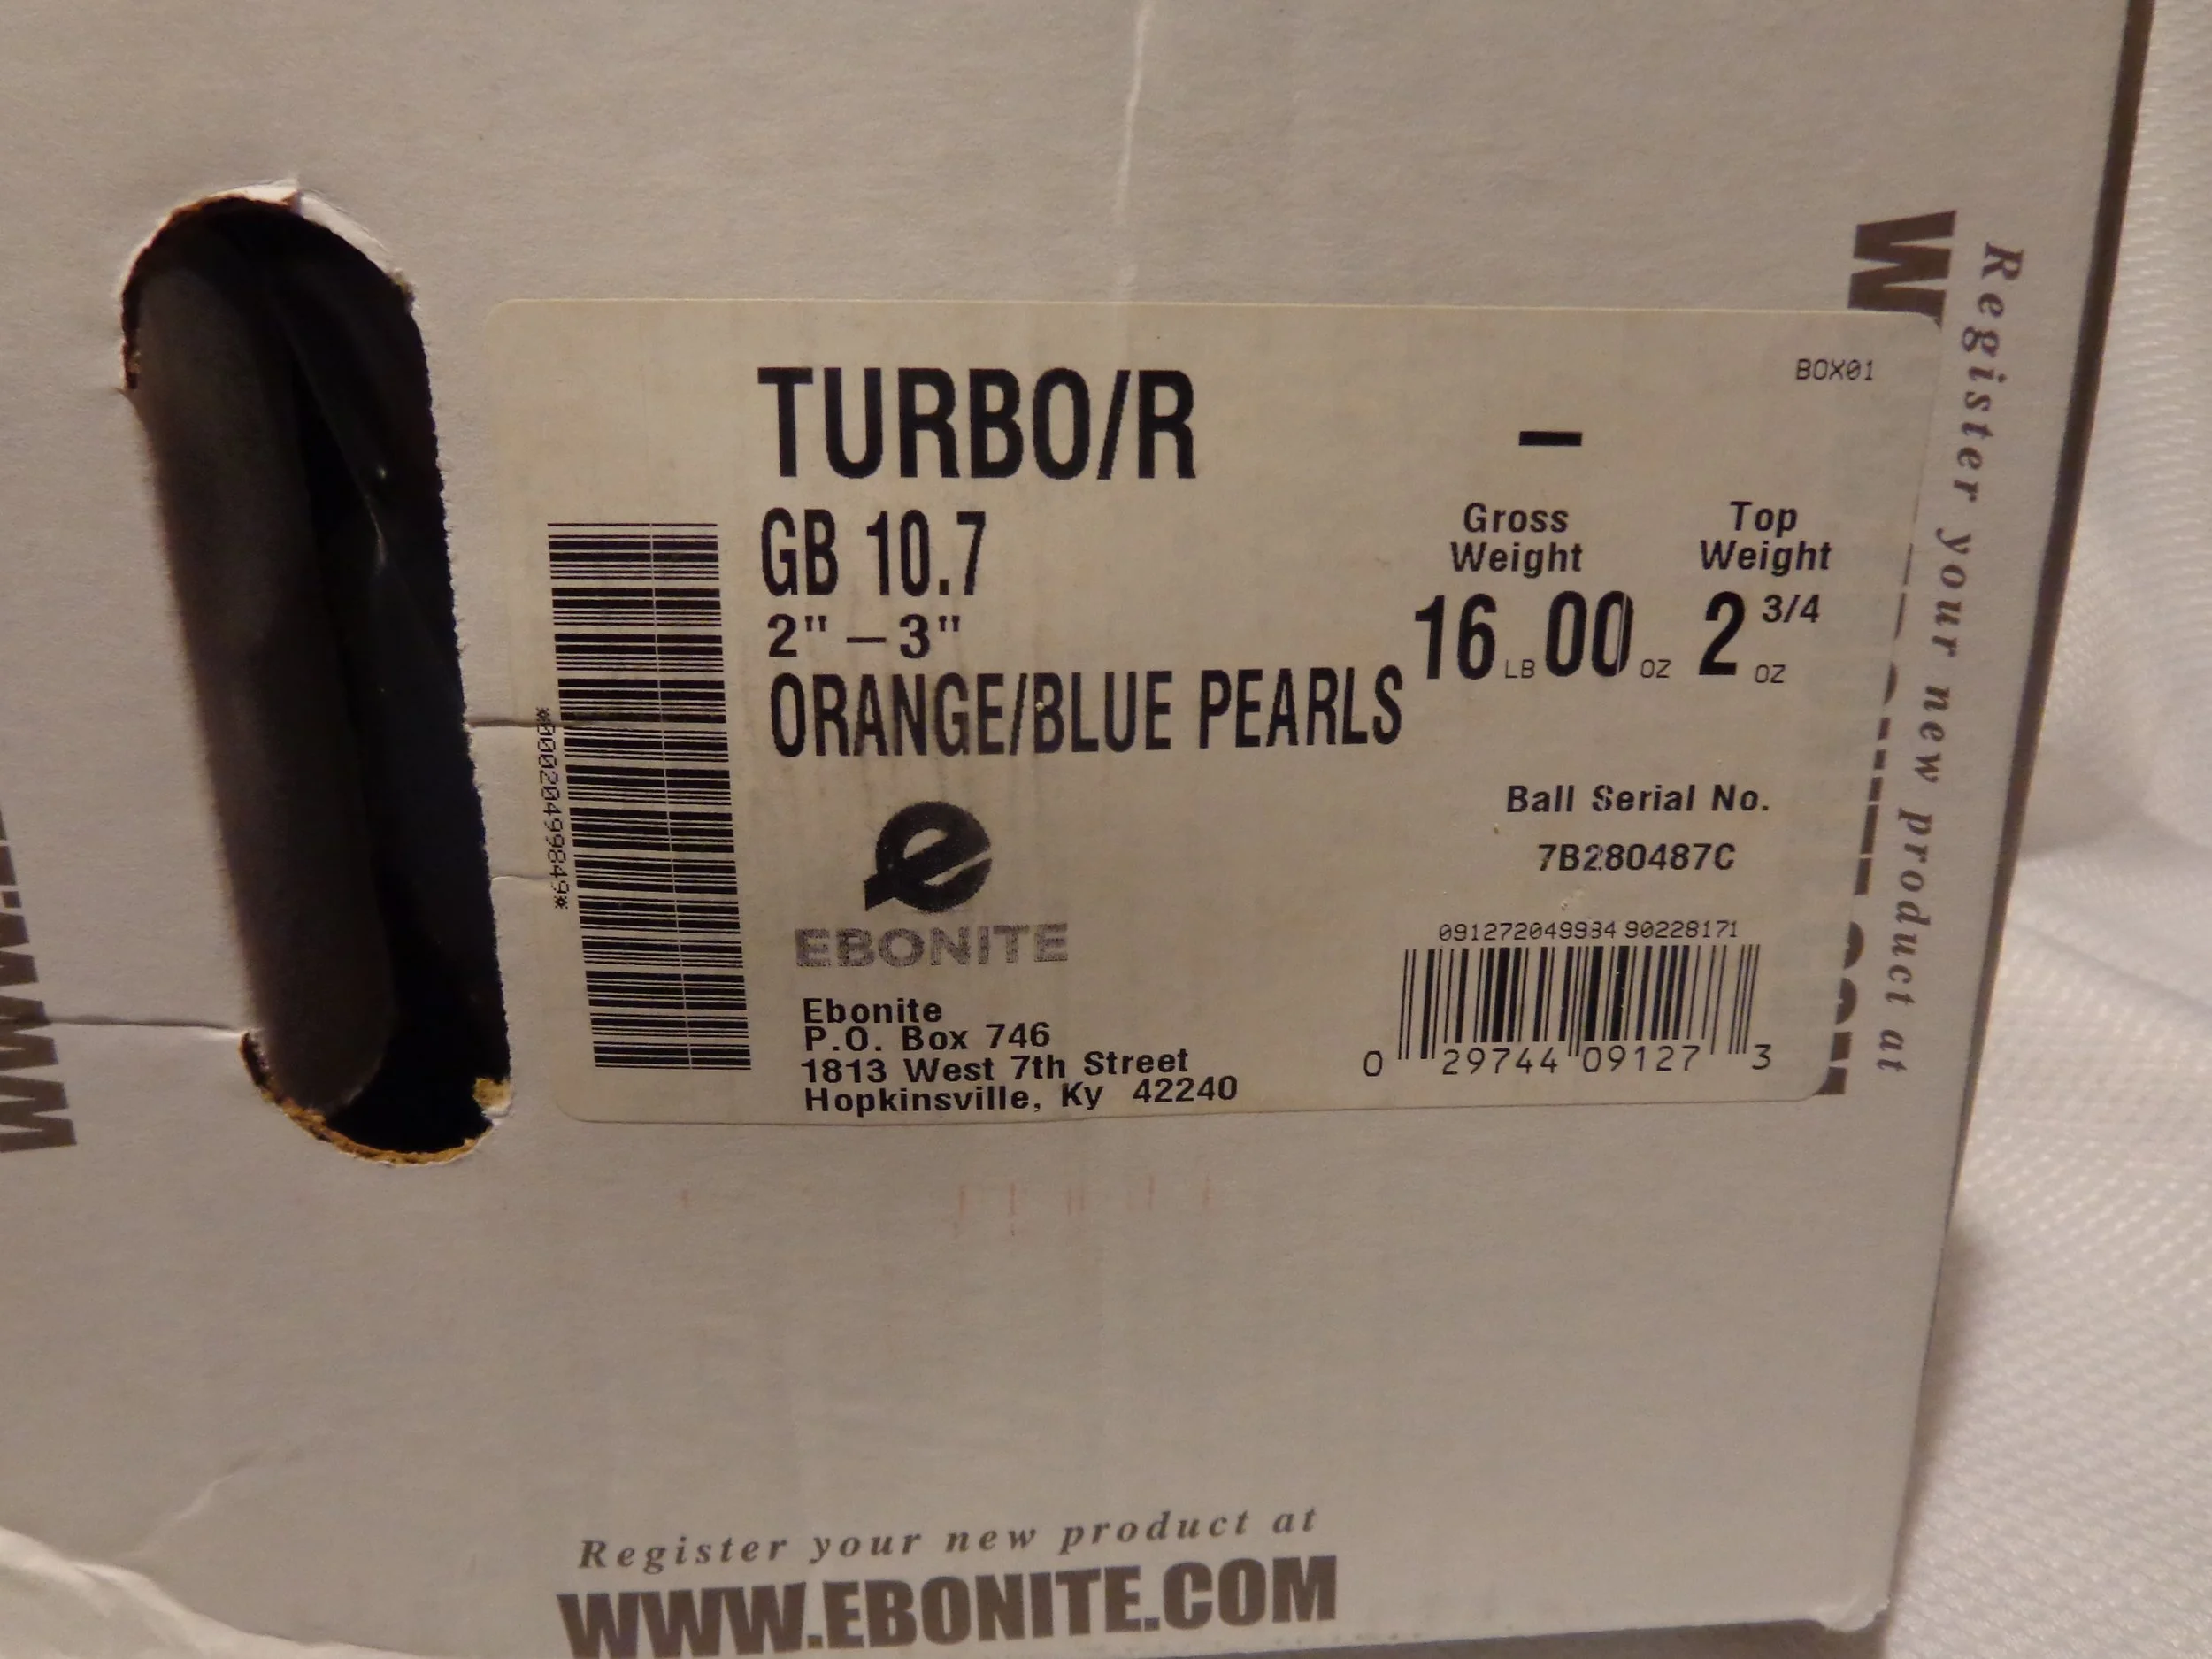 BOX01
TURBO/R
–
GB 10.7
2" – 3"
ORANGE/BLUE PEARLS
Gross Weight
16 LB 00 OZ
Top Weight
2 3/4 OZ
Ball Serial No.
7B280487C
*00020499849*
e
EBONITE
Ebonite
P.O. Box 746
1813 West 7th Street
Hopkinsville, Ky 42240
091272049984 90228171
0 29744 09127 3
Register your new product at
Register your new product at
WWW.EBONITE.COM